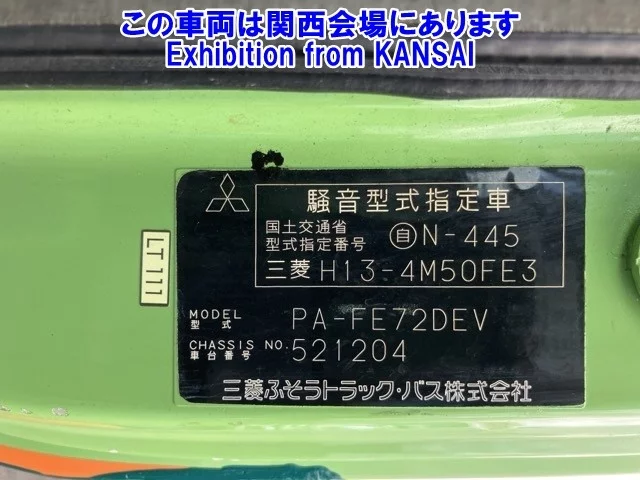 この車両は関西会場にあります
Exhibition from KANSAI
騒音型式指定車
国土交通省
型式指定番号 自 N-445
三菱 H13-4M50FE3
LT111
MODEL
型式 PA-FE72DEV
CHASSIS NO.
車台番号 521204
三菱ふそうトラック・バス株式会社